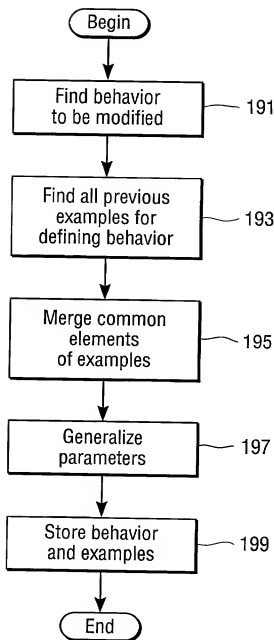 Begin
Find behavior
to be modified
191
Find all previous
examples for
defining behavior
193
Merge common
elements
of examples
195
Generalize
parameters
197
Store behavior
and examples
199
End